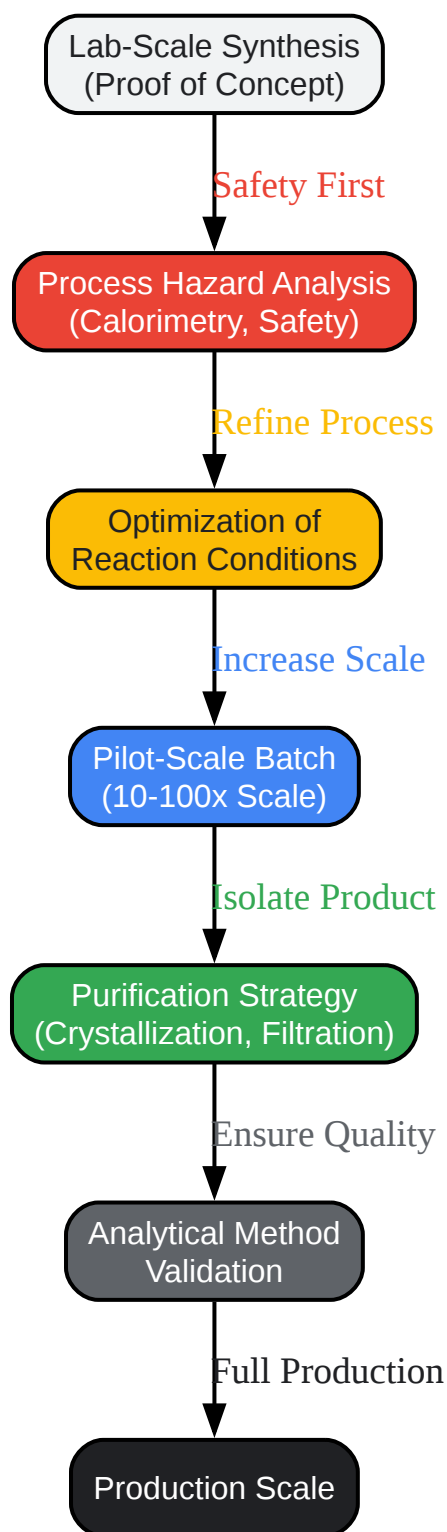 Lab-Scale Synthesis
(Proof of Concept)
Safety First
Process Hazard Analysis
(Calorimetry, Safety)
Refine Process
Optimization of
Reaction Conditions
Increase Scale
Pilot-Scale Batch
(10-100x Scale)
Isolate Product
Purification Strategy
(Crystallization, Filtration)
Ensure Quality
Analytical Method
Validation
Full Production
Production Scale